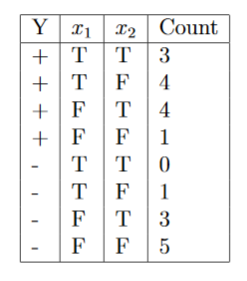 Y x₁ x₂ Count
+ T T 3
+ T F 4
+ F T 4
+ F F 1
- T T 0
- T F 1
- F T 3
- F F 5